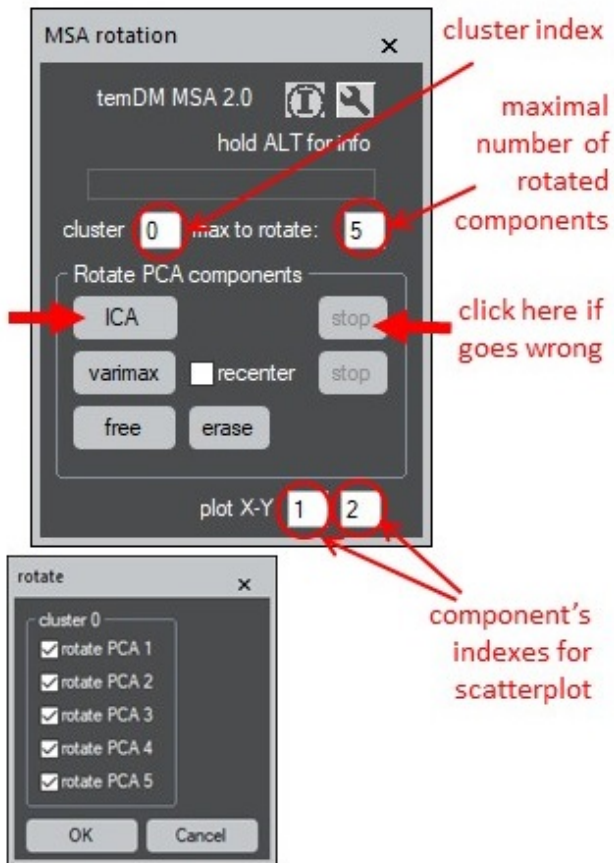 MSA rotation
×
cluster index
temDM MSA 2.0
hold ALT for info
maximal
number of
rotated
components
cluster 0 max to rotate: 5
Rotate PCA components
ICA stop
click here if
goes wrong
varimax recenter stop
free erase
plot X-Y 1 2
rotate
×
cluster 0
rotate PCA 1
rotate PCA 2
rotate PCA 3
rotate PCA 4
rotate PCA 5
OK Cancel
component's
indexes for
scatterplot